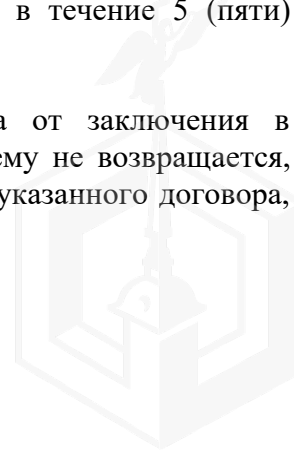 в течение 5 (пяти)
а от заключения в
ему не возвращается,
указанного договора,